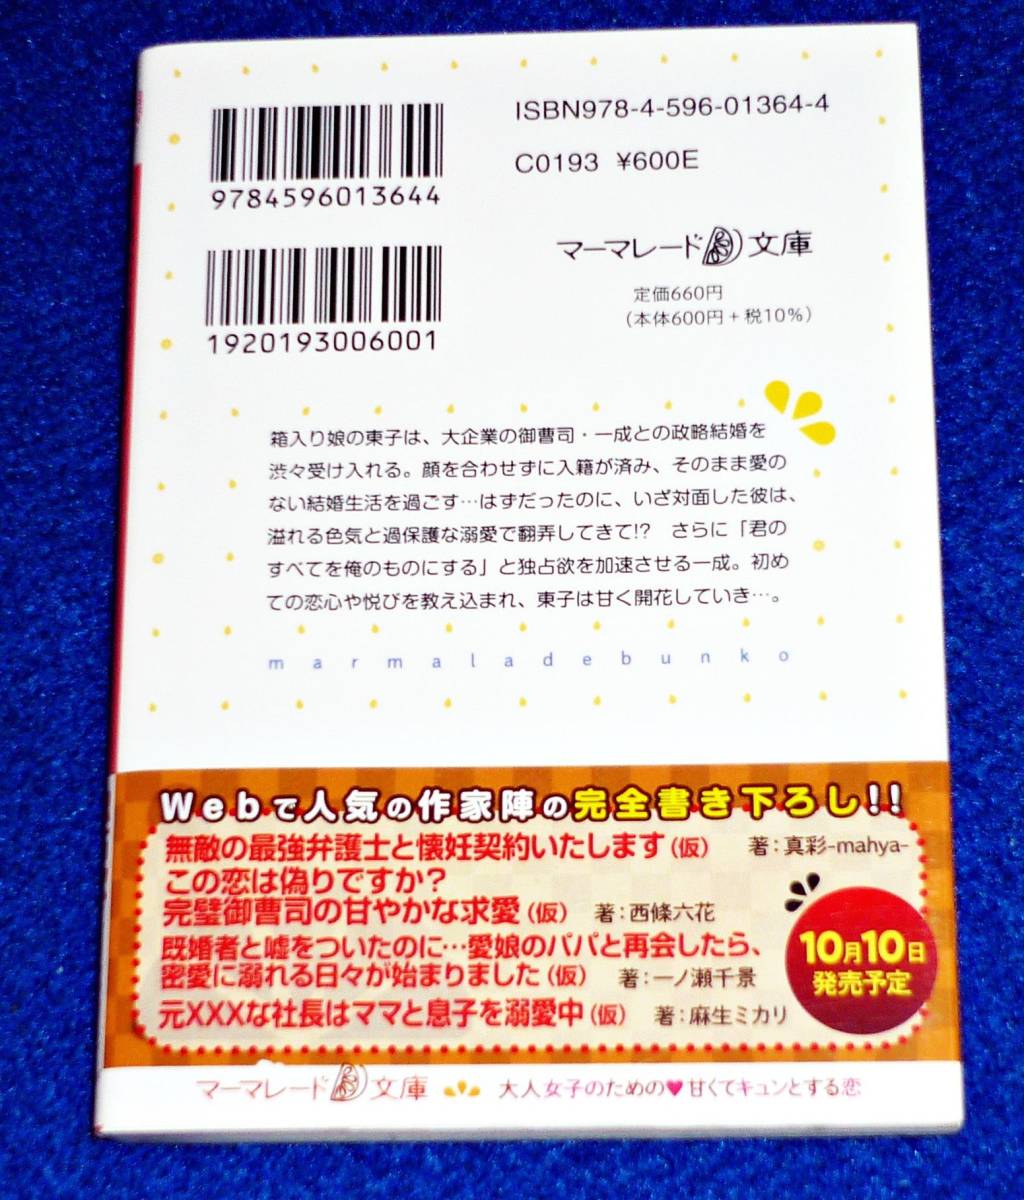 ISBN978-4-596-01364-4
C0193 ¥600E
9784596013644
マーマレード文庫
定価660円
(本体600円+税10%)
1920193006001
箱入り娘の東子は、大企業の御曹司・一成との政略結婚を
渋々受け入れる。顔を合わせずに入籍が済み、そのまま愛の
ない結婚生活を過ごす…はずだったのに、いざ対面した彼は、
溢れる色気と過保護な溺愛で翻弄してきて!? さらに「君の
すべてを俺のものにする」と独占欲を加速させる一成。初め
ての恋心や悦びを教え込まれ、東子は甘く開花していき…。
marmaladebunko
Webで人気の作家陣の完全書き下ろし!!
無敵の最強弁護士と懐妊契約いたします(仮) 著:真彩-mahya-
この恋は偽りですか?
完璧御曹司の甘やかな求愛(仮) 著:西條六花
既婚者と嘘をついたのに…愛娘のパパと再会したら、
密愛に溺れる日々が始まりました(仮) 著:一ノ瀬千景
元XXXな社長はママと息子を溺愛中(仮) 著:麻生ミカリ
10月10日
発売予定
マーマレード文庫 大人女子のための♥甘くてキュンとする恋